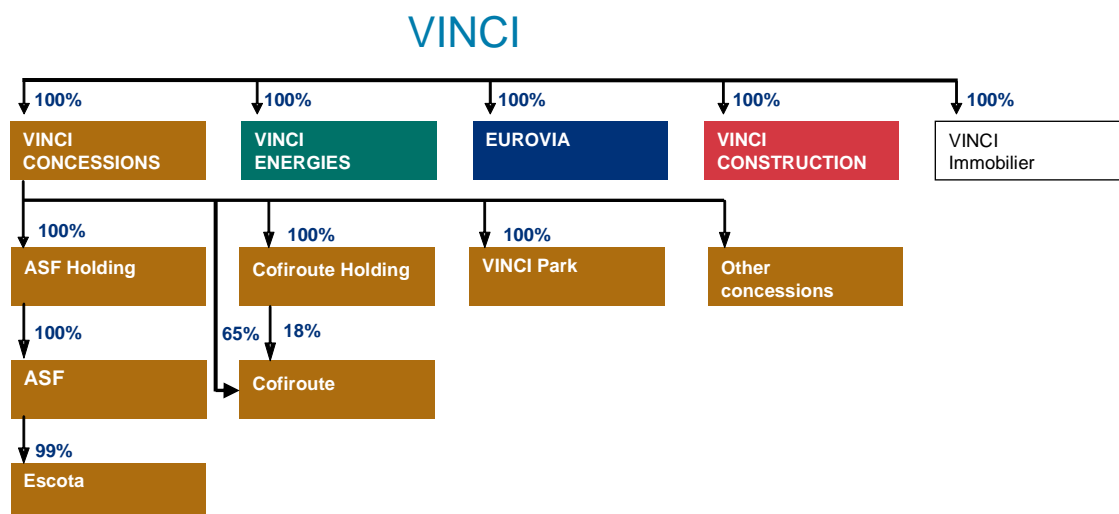 VINCI
100%
100%
100%
100%
100%
VINCI
CONCESSIONS
VINCI
ENERGIES
EUROVIA
VINCI
CONSTRUCTION
VINCI
Immobilier
100%
100%
100%
ASF Holding
Cofiroute Holding
VINCI Park
Other
concessions
100%
65%
18%
ASF
Cofiroute
99%
Escota